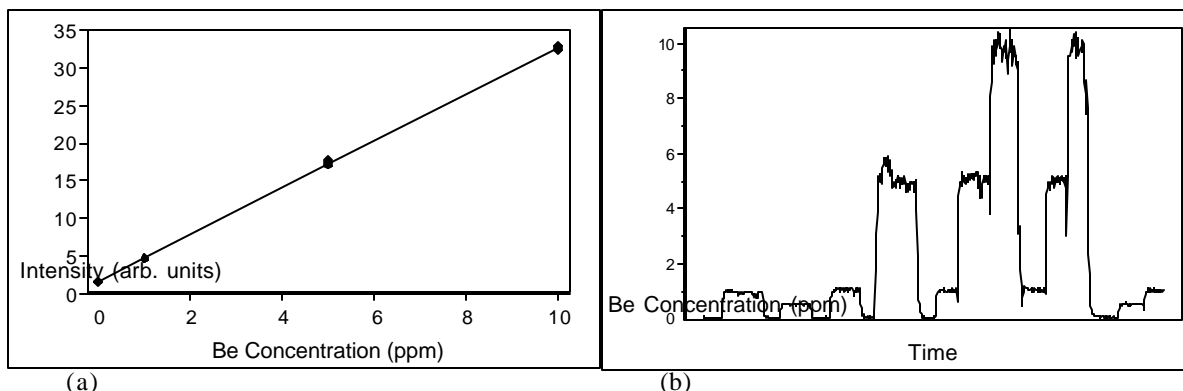 35
30
25
20
15
10
5
0
Intensity (arb. units)
0 2 4 6 8 10
Be Concentration (ppm)
(a)
10
8
6
4
2
0
Be Concentration (ppm)
Time
(b)